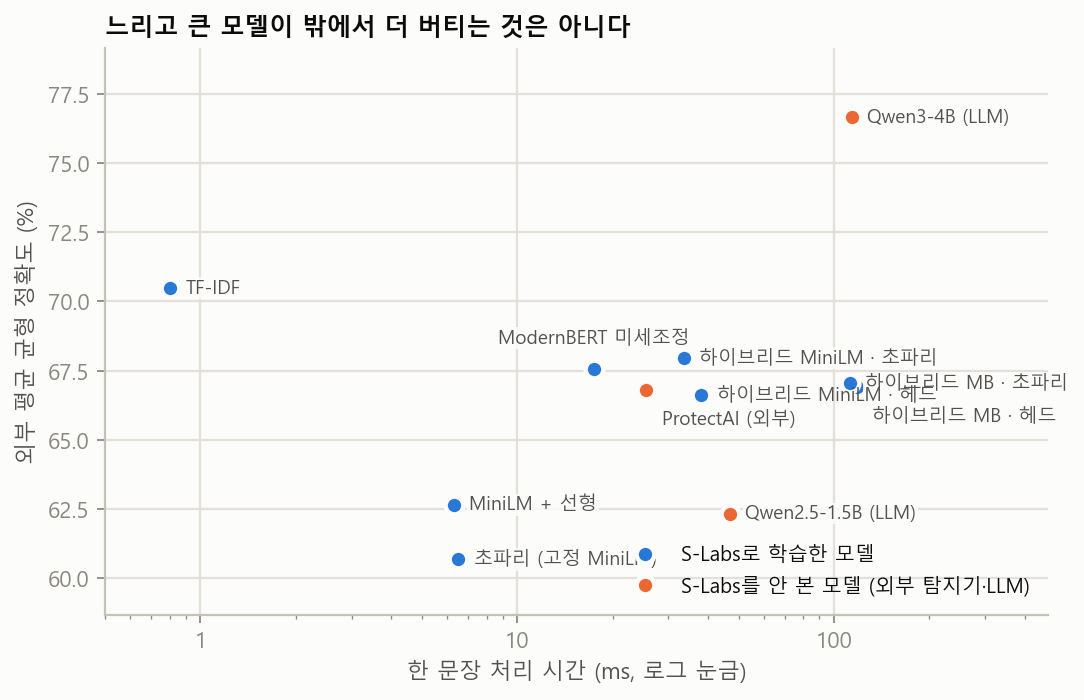 느리고 큰 모델이 밖에서 더 버티는 것은 아니다
외부 평균 균형 정확도 (%)
77.5
75.0
72.5
70.0
67.5
65.0
62.5
60.0
Qwen3-4B (LLM)
TF-IDF
ModernBERT 미세조정
하이브리드 MiniLM · 초파리
하이브리드 MB · 초파리
하이브리드 MiniLM · 헤드
하이브리드 MB · 헤드
ProtectAI (외부)
MiniLM + 선형
Qwen2.5-1.5B (LLM)
초파리 (고정 MiniLM)
S-Labs로 학습한 모델
S-Labs를 안 본 모델 (외부 탐지기·LLM)
1
10
100
한 문장 처리 시간 (ms, 로그 눈금)